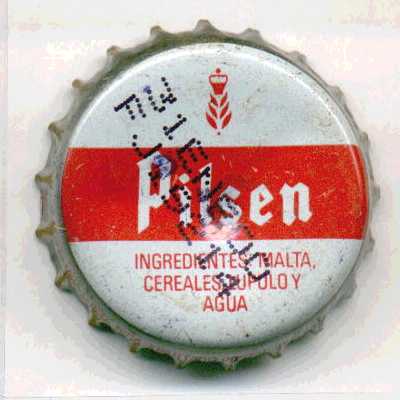 Pilsen
INGREDIENTES: MALTA,
CEREALES, LUPULO Y
AGUA